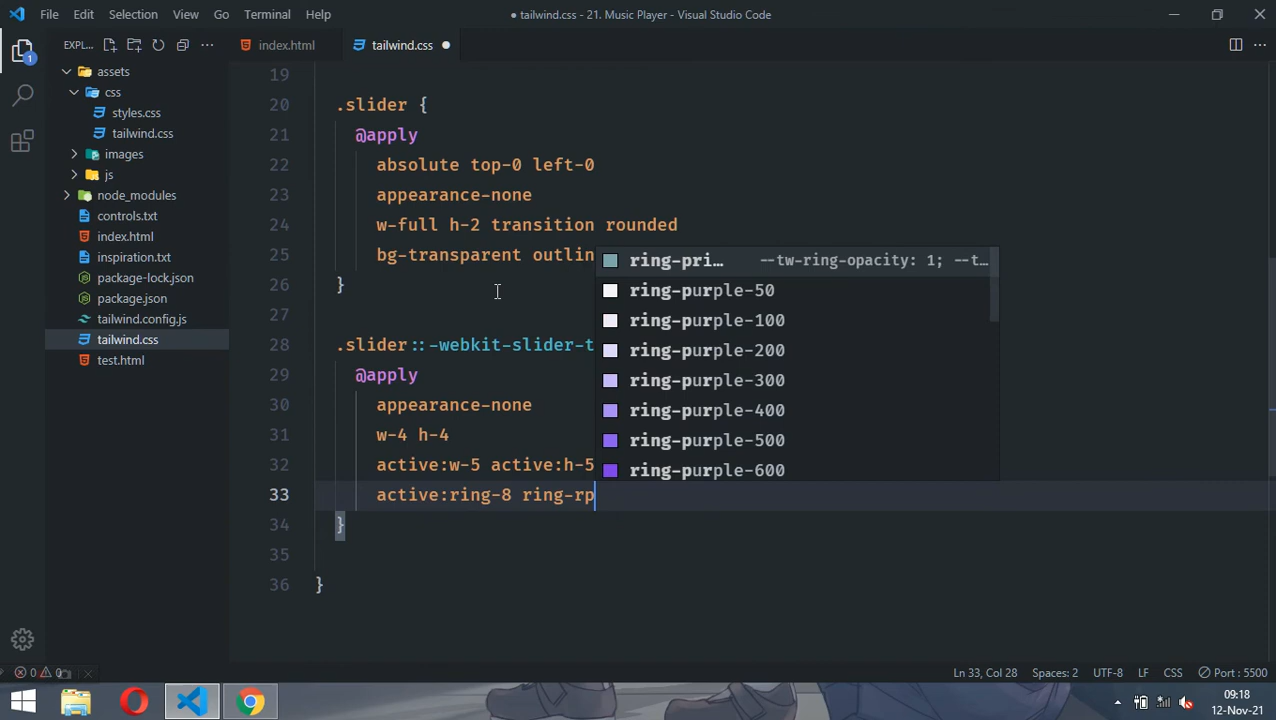 File Edit Selection View Go Terminal Help
● tailwind.css - 21. Music Player - Visual Studio Code
EXPL...
index.html
tailwind.css
1
assets
css
styles.css
tailwind.css
images
js
node_modules
controls.txt
index.html
inspiration.txt
package-lock.json
package.json
tailwind.config.js
tailwind.css
test.html
19
20 .slider {
21 @apply
22 absolute top-0 left-0
23 appearance-none
24 w-full h-2 transition rounded
25 bg-transparent outlin
26 }
27
28 .slider::-webkit-slider-t
29 @apply
30 appearance-none
31 w-4 h-4
32 active:w-5 active:h-5
33 active:ring-8 ring-rp
34 }
35
36 }
ring-pri... --tw-ring-opacity: 1; --t...
ring-purple-50
ring-purple-100
ring-purple-200
ring-purple-300
ring-purple-400
ring-purple-500
ring-purple-600
0 0
Ln 33, Col 28 Spaces: 2 UTF-8 LF CSS Port : 5500
09:18
12-Nov-21